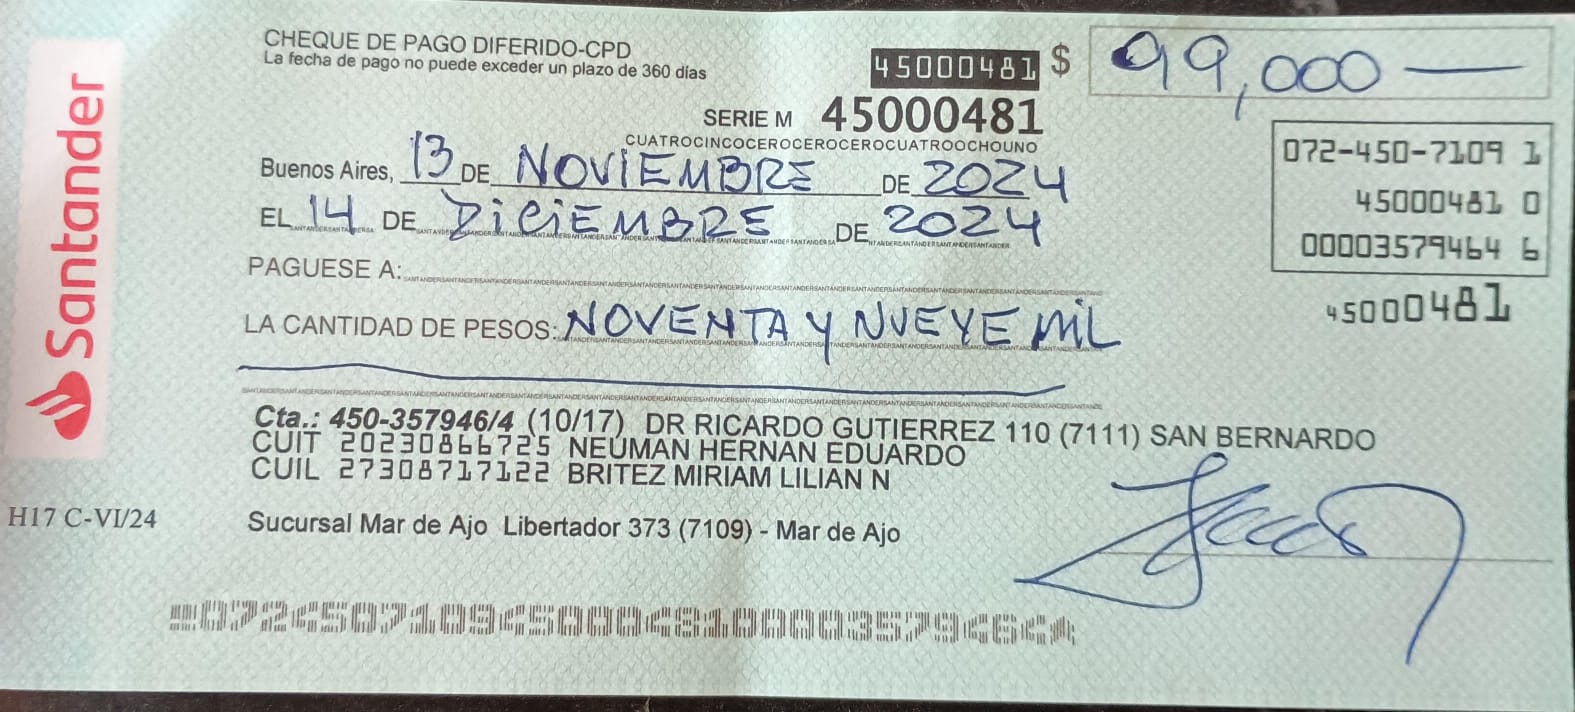 Santander
CHEQUE DE PAGO DIFERIDO-CPD
La fecha de pago no puede exceder un plazo de 360 días
45000481 $ 99,000 —
SERIE M 45000481
CUATROCINCOCEROCEROCEROCUATROOCHOUNO
072-450-7109 1
45000481 0
00003579464 6
45000481
Buenos Aires, 13 DE NOVIEMBRE DE 2024
EL 14 DE DiCiEMBRE DE 2024
PAGUESE A:
LA CANTIDAD DE PESOS: NOVENTA Y NUEVE MIL
Cta.: 450-357946/4 (10/17) DR RICARDO GUTIERREZ 110 (7111) SAN BERNARDO
CUIT 20230866725 NEUMAN HERNAN EDUARDO
CUIL 27308717122 BRITEZ MIRIAM LILIAN N
H17 C-VI/24
Sucursal Mar de Ajo Libertador 373 (7109) - Mar de Ajo
072450710945000481000035794646